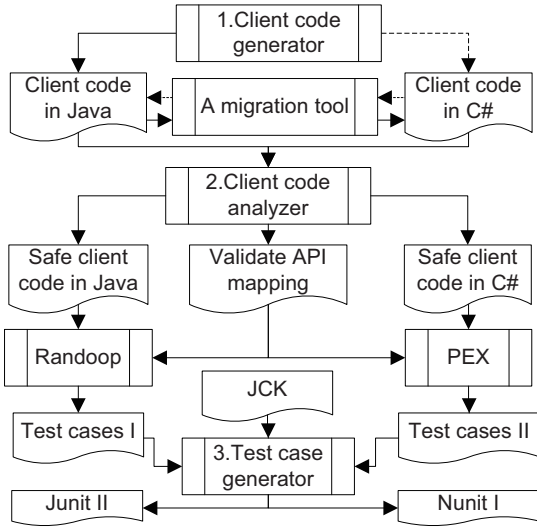 1.Client code
generator
Client code
in Java
A migration tool
Client code
in C#
2.Client code
analyzer
Safe client
code in Java
Validate API
mapping
Safe client
code in C#
Randoop
PEX
JCK
Test cases I
Test cases II
3.Test case
generator
Junit II
Nunit I